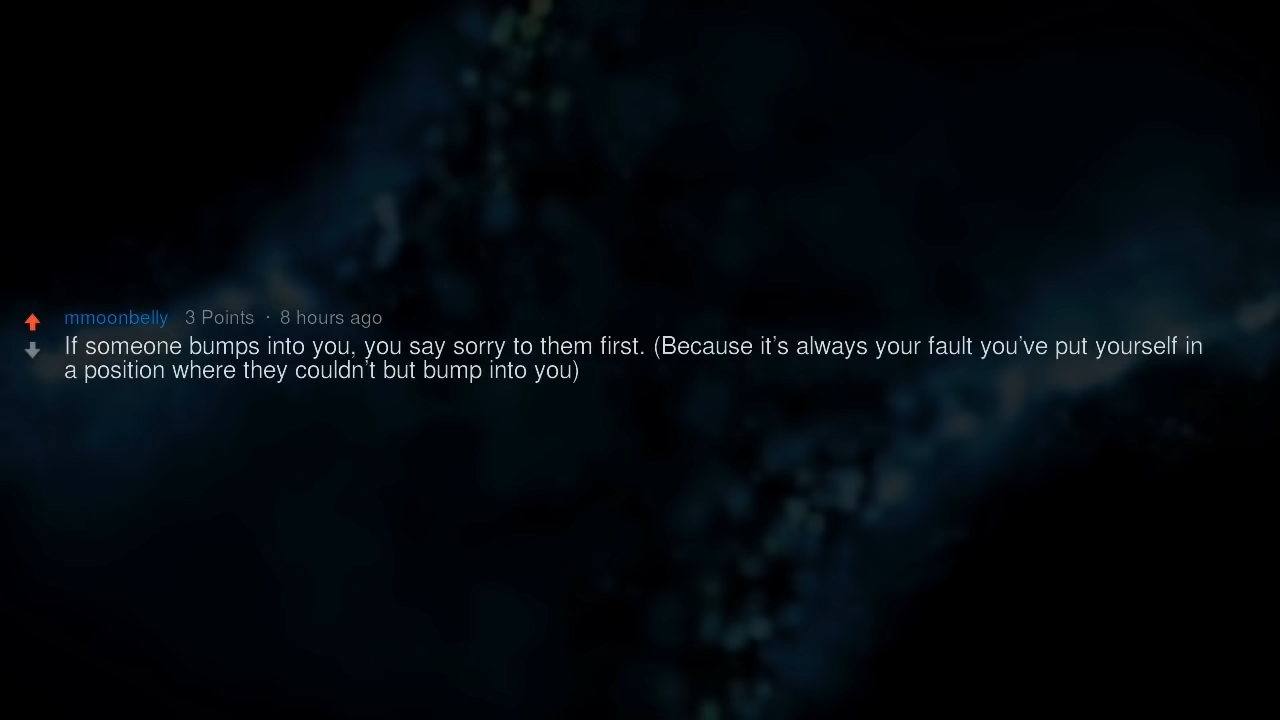 mmoonbelly 3 Points · 8 hours ago
If someone bumps into you, you say sorry to them first. (Because it's always your fault you've put yourself in
a position where they couldn't but bump into you)